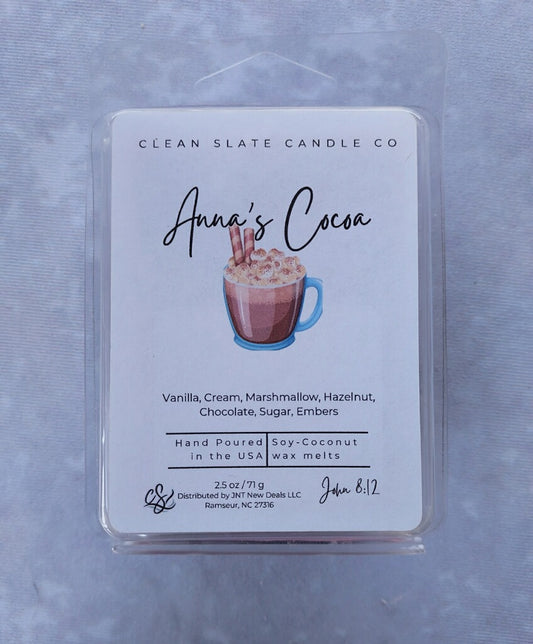 CLEAN SLATE CANDLE CO
Anna's Cocoa
Vanilla, Cream, Marshmallow, Hazelnut,
Chocolate, Sugar, Embers
Hand Poured
in the USA
Soy-Coconut
wax melts
2.5 oz / 71 g
Distributed by JNT New Deals LLC
Ramseur, NC 27316
John 8:12